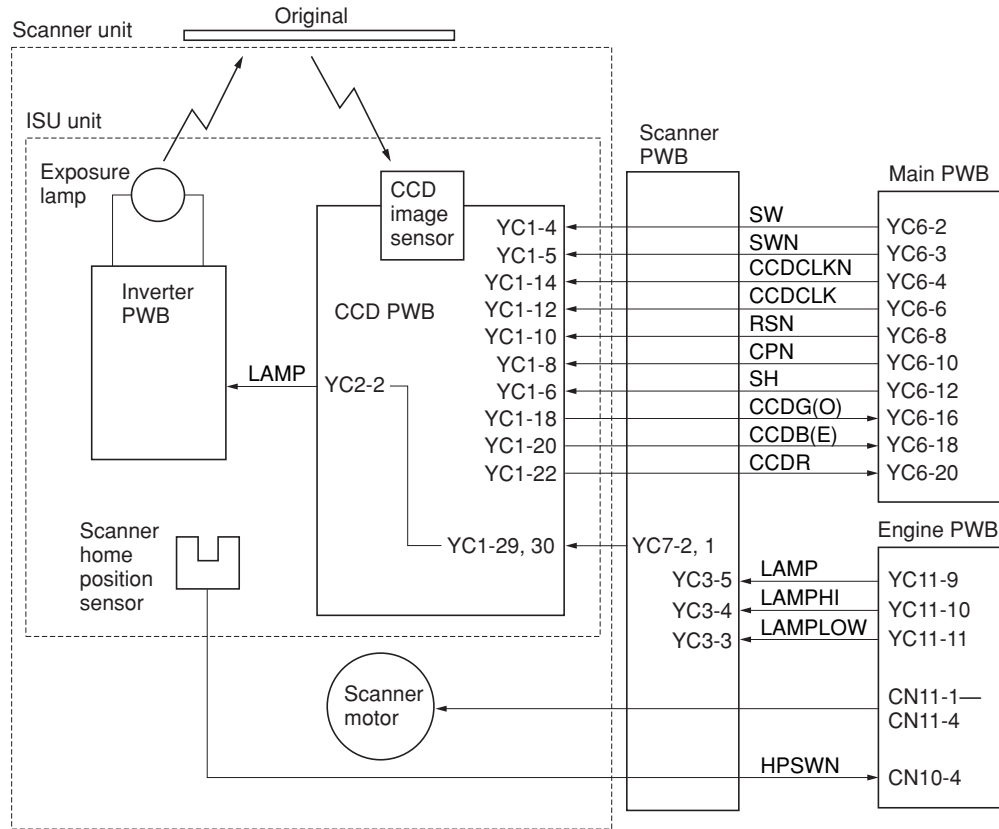 Original
Scanner unit
ISU unit
Exposure
lamp
Inverter
PWB
LAMP
CCD
image
sensor
CCD PWB
YC2-2
YC1-4
YC1-5
YC1-14
YC1-12
YC1-10
YC1-8
YC1-6
YC1-18
YC1-20
YC1-22
YC1-29, 30
Scanner
home
position
sensor
Scanner
motor
Scanner
PWB
SW
SWN
CCDCLKN
CCDCLK
RSN
CPN
SH
CCDG(O)
CCDB(E)
CCDR
YC7-2, 1
YC3-5
YC3-4
YC3-3
LAMP
LAMPHI
LAMPLOW
HPSWN
Main PWB
YC6-2
YC6-3
YC6-4
YC6-6
YC6-8
YC6-10
YC6-12
YC6-16
YC6-18
YC6-20
Engine PWB
YC11-9
YC11-10
YC11-11
CN11-1—
CN11-4
CN10-4